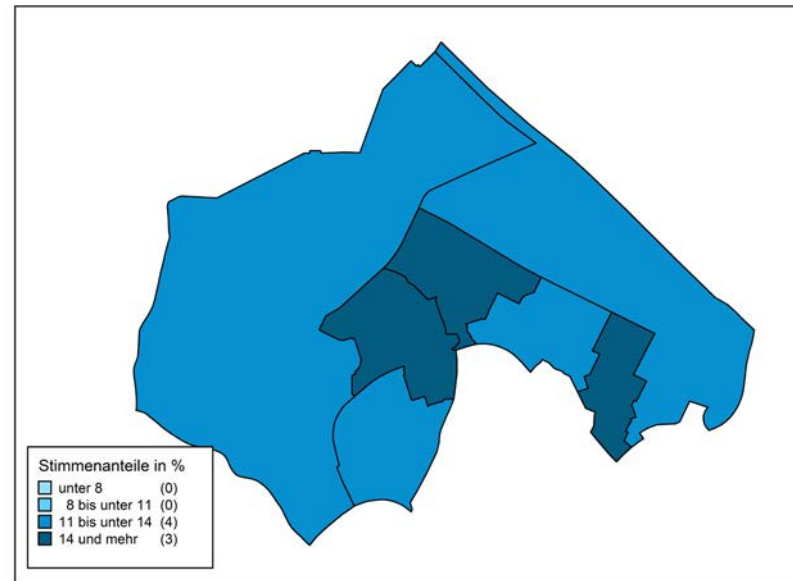 Stimmenanteile in %
unter 8 (0)
8 bis unter 11 (0)
11 bis unter 14 (4)
14 und mehr (3)